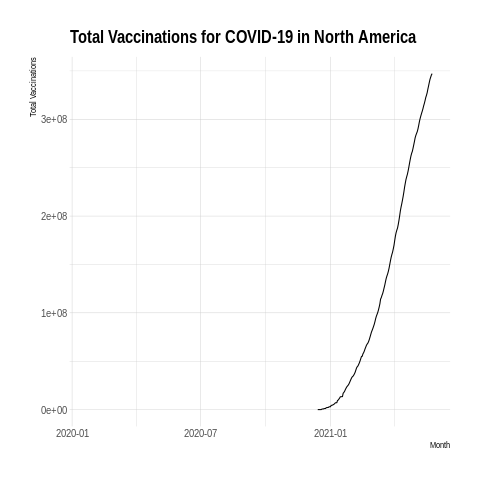 Total Vaccinations for COVID-19 in North America
Total Vaccinations
3e+08
2e+08
1e+08
0e+00
2020-01 2020-07 2021-01
Month